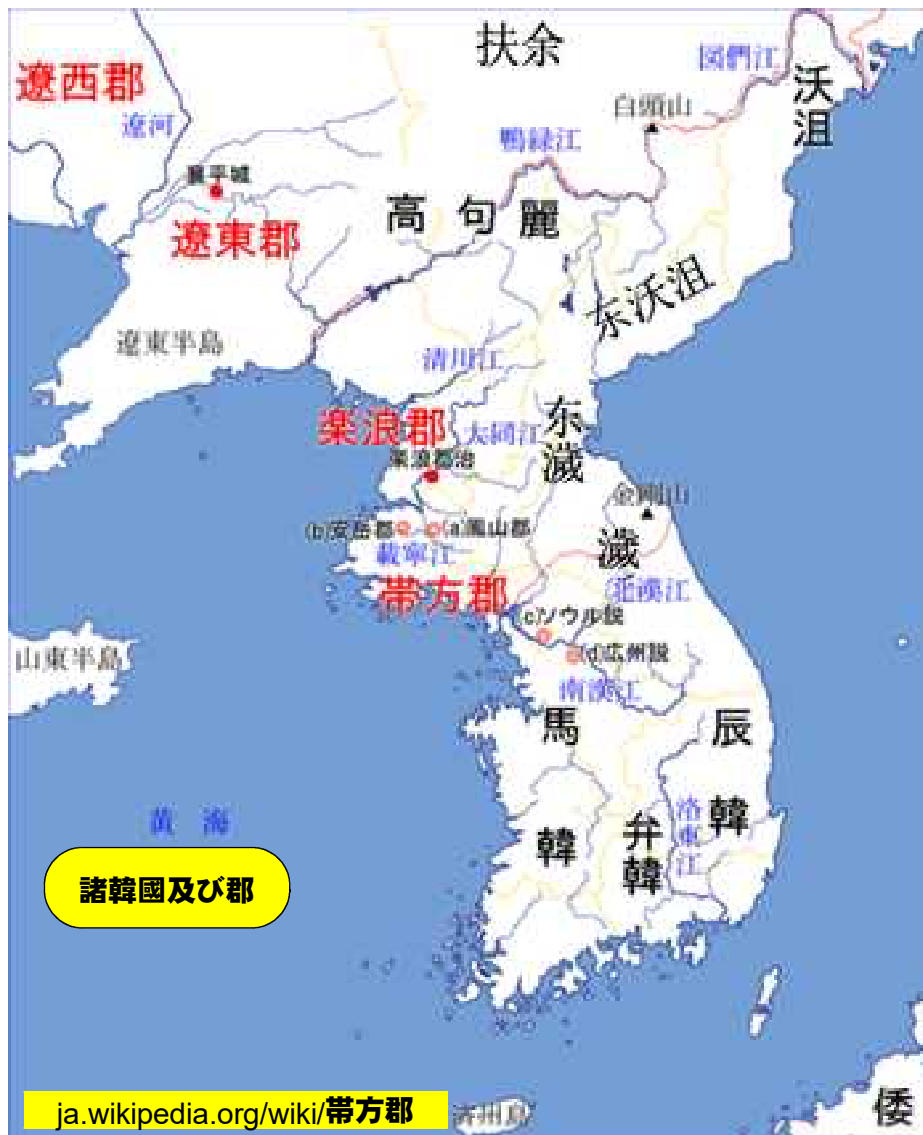 扶余
図們江
沃沮
遼西郡
遼河
白頭山
鴨緑江
襄平城
高句麗
遼東郡
东沃沮
遼東半島
清川江
东濊
楽浪郡
大同江
楽浪郡治
金剛山
(b)安岳郡
(a)鳳山郡
濊
載寧江
帯方郡
北漢江
(c)ソウル説
(d)広州説
山東半島
南漢江
馬韓
辰韓
弁韓
洛東江
黄 海
諸韓國及び郡
ja.wikipedia.org/wiki/帯方郡
済州島
倭